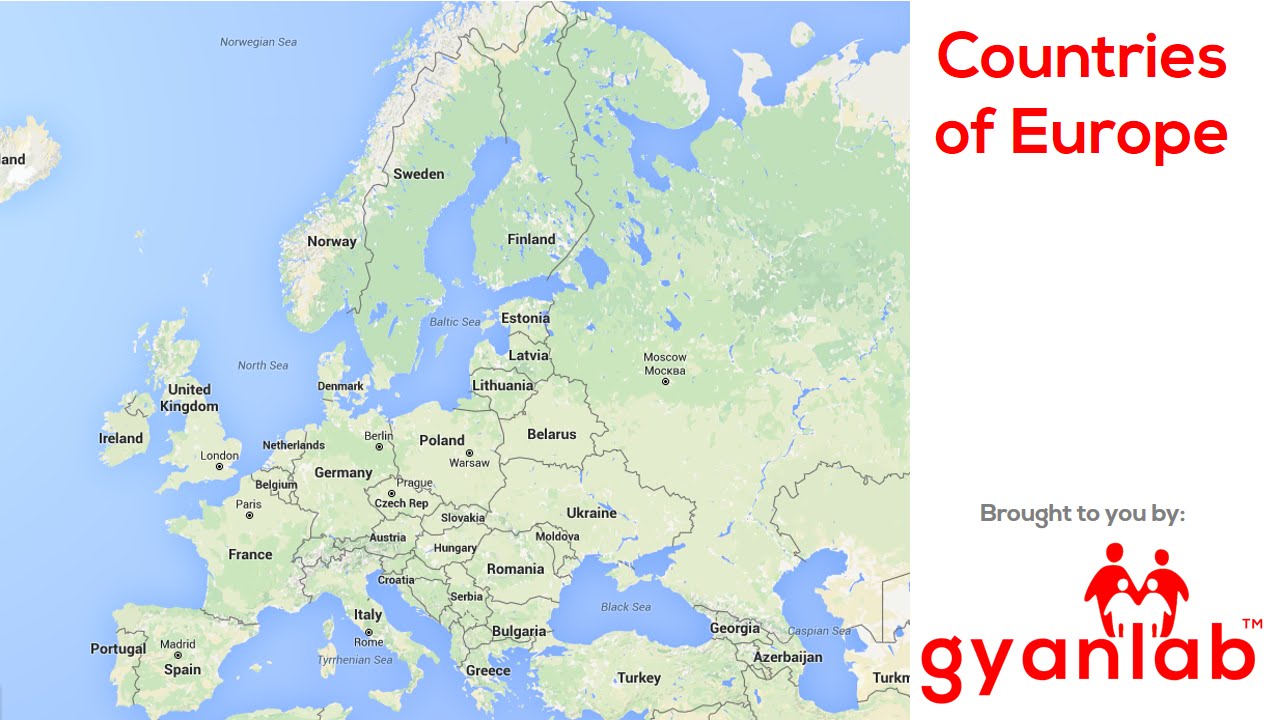 Countries
of Europe
Norwegian Sea
land
Sweden
Norway
Finland
Baltic Sea
Estonia
North Sea
Latvia
Moscow
Москва
Denmark
Lithuania
United
Kingdom
Ireland
London
Netherlands
Berlin
Poland
Warsaw
Belarus
Germany
Belgium
Prague
Czech Rep
Paris
Slovakia
Ukraine
Austria
Moldova
France
Hungary
Romania
Croatia
Serbia
Italy
Rome
Black Sea
Bulgaria
Georgia
Caspian Sea
Portugal
Madrid
Spain
Tyrrhenian Sea
Greece
Turkey
Azerbaijan
Turkm
Brought to you by:
gyanlab™